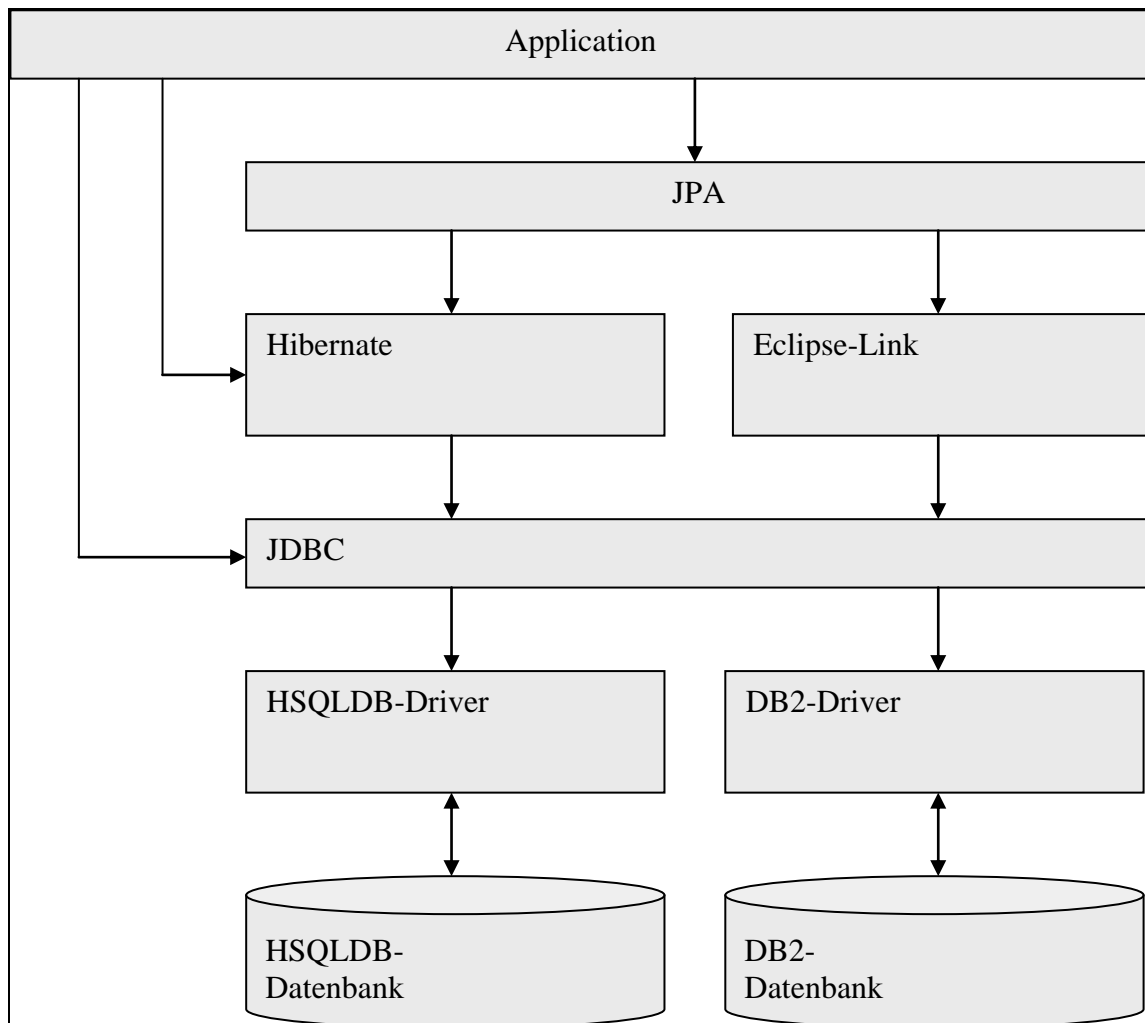 Application
JPA
Hibernate
Eclipse-Link
JDBC
HSQLDB-Driver
DB2-Driver
HSQLDB-
Datenbank
DB2-
Datenbank